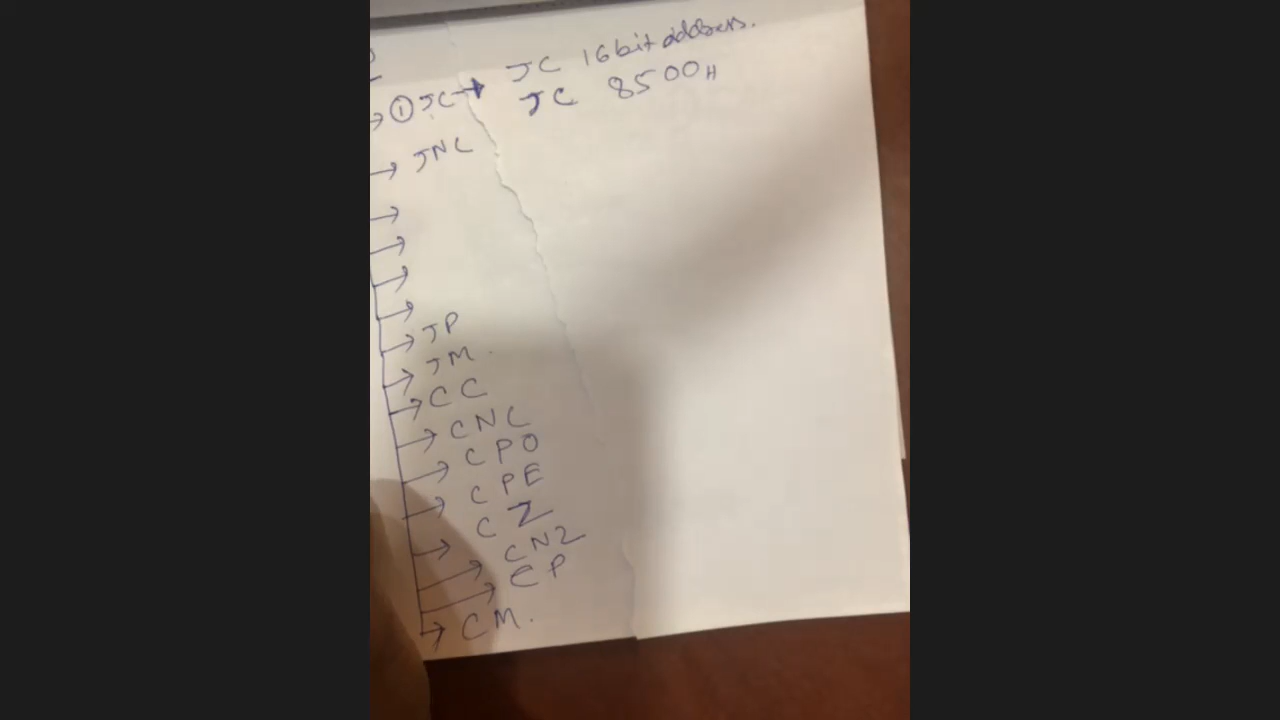 JC 16 bit address.
① JC → JC 8500H
→ JNC
→
→
→
→
→ JP
→ JM.
→ CC
→ CNC
→ CPO
→ CPE
→ CZ
→ CNZ
→ CP
→ CM.